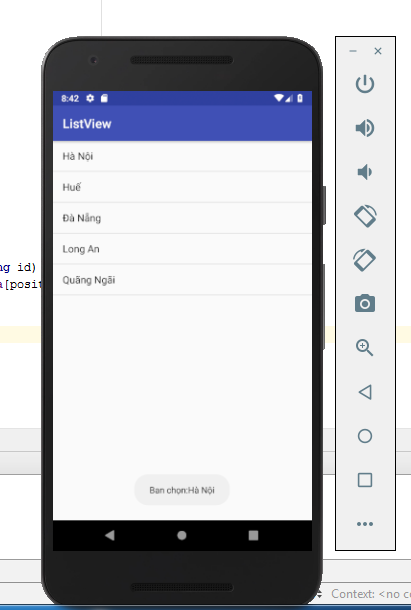 8:42
ListView
Hà Nội
Huế
Đà Nẵng
Long An
Quãng Ngãi
Ban chọn:Hà Nội
ng id)
a[posit
Context: <no c